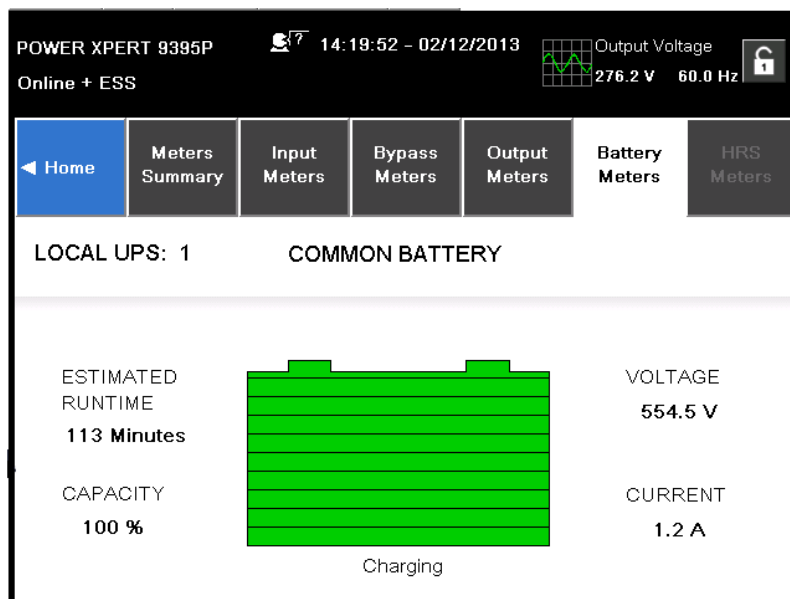 POWER XPERT 9395P
? 14:19:52 - 02/12/2013
Output Voltage
Online + ESS
276.2 V 60.0 Hz
1
Home
Meters Summary
Input Meters
Bypass Meters
Output Meters
Battery Meters
HRS Meters
LOCAL UPS: 1 COMMON BATTERY
ESTIMATED
RUNTIME
113 Minutes
VOLTAGE
554.5 V
CAPACITY
100 %
CURRENT
1.2 A
Charging